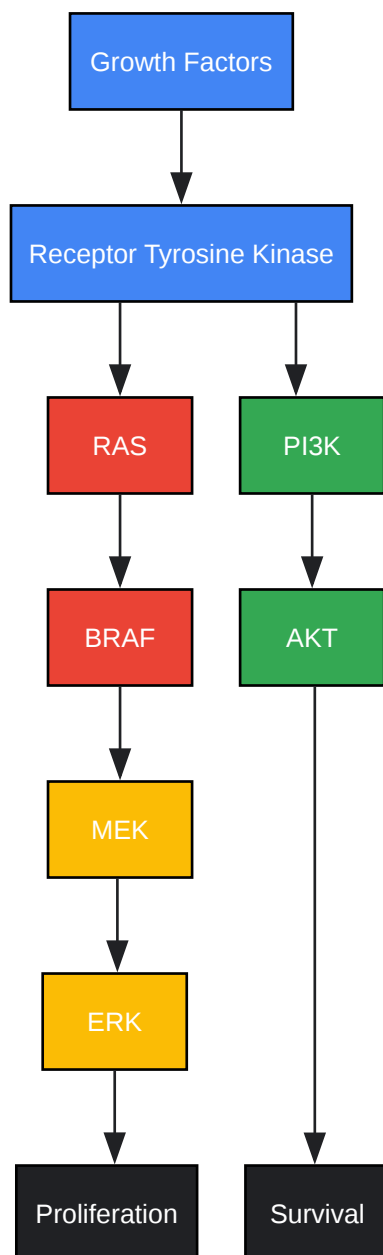 Growth Factors
Receptor Tyrosine Kinase
RAS
PI3K
BRAF
AKT
MEK
ERK
Proliferation
Survival